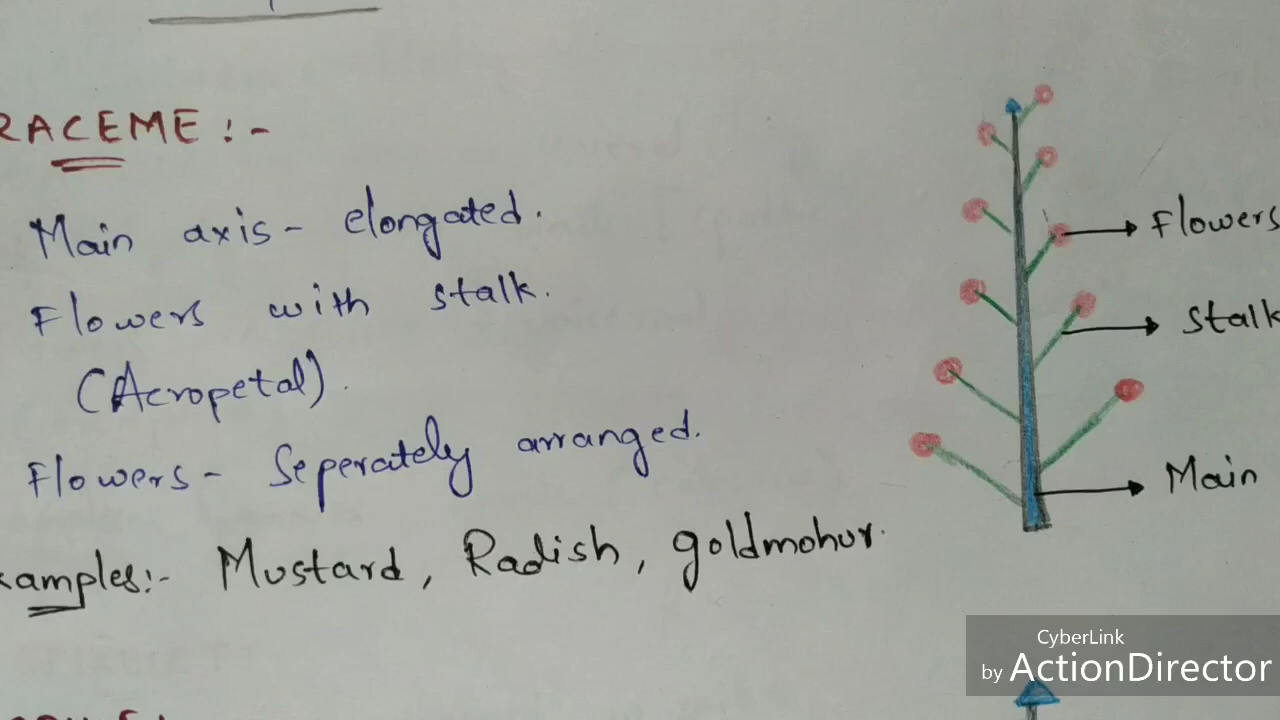 RACEME :-
Main axis - elongated.
Flowers with stalk.
(Acropetal).
Flowers - Seperately arranged.
xamples:- Mustard, Radish, goldmohur.
Flowers
Stalk
Main
CyberLink
by ActionDirector